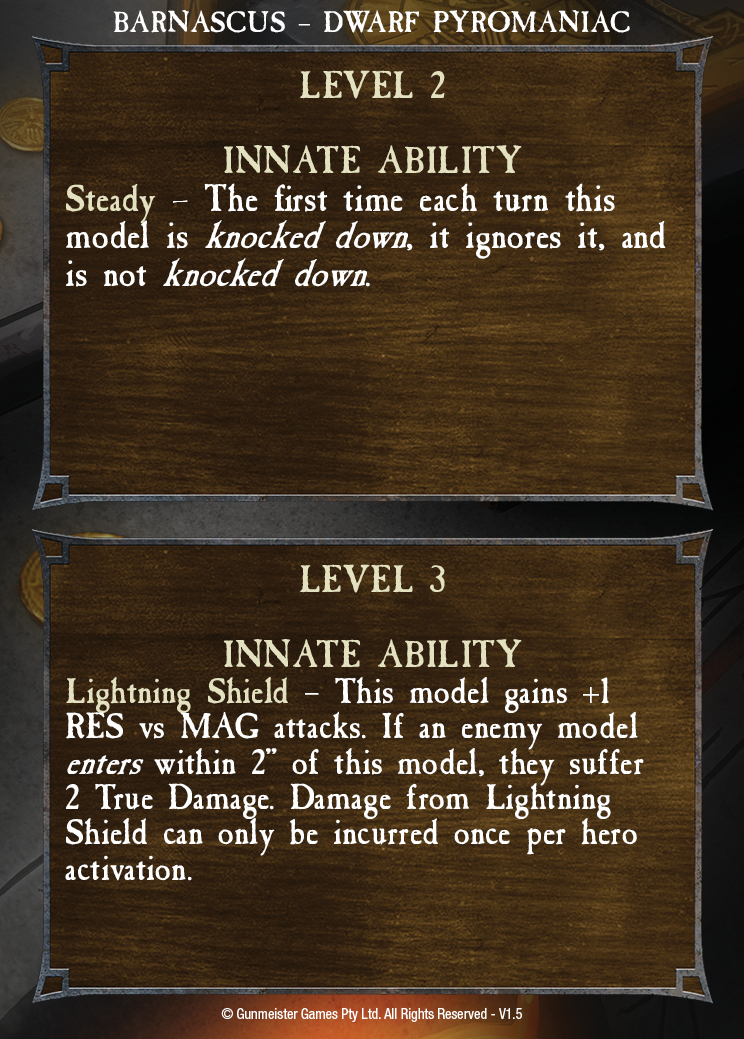 BARNASCUS – DWARF PYROMANIAC
LEVEL 2
INNATE ABILITY
Steady – The first time each turn this
model is knocked down, it ignores it, and
is not knocked down.
LEVEL 3
INNATE ABILITY
Lightning Shield – This model gains +1
RES vs MAG attacks. If an enemy model
enters within 2” of this model, they suffer
2 True Damage. Damage from Lightning
Shield can only be incurred once per hero
activation.
© Gunmeister Games Pty Ltd. All Rights Reserved - V1.5